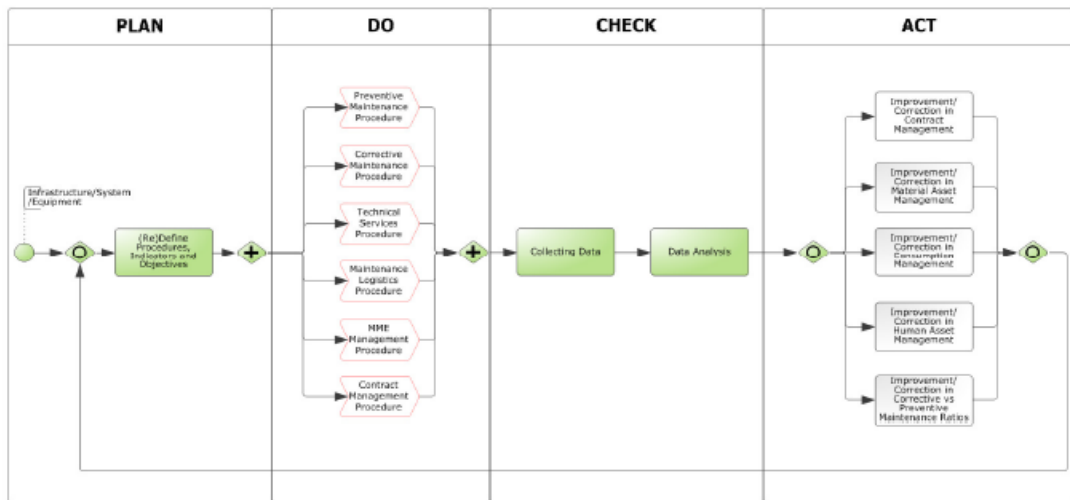 PLAN
DO
CHECK
ACT
Infrastructure/System
/Equipment
(Re)Define
Procedures,
Indicators and
Objectives
Preventive
Maintenance
Procedure
Corrective
Maintenance
Procedure
Technical
Services
Procedure
Maintenance
Logistics
Procedure
MME
Management
Procedure
Contract
Management
Procedure
Collecting Data
Data Analysis
Improvement/
Correction in
Contract
Management
Improvement/
Correction in
Material Asset
Management
Improvement/
Correction in
Consumption
Management
Improvement/
Correction in
Human Asset
Management
Improvement/
Correction in
Corrective vs
Preventive
Maintenance Ratios